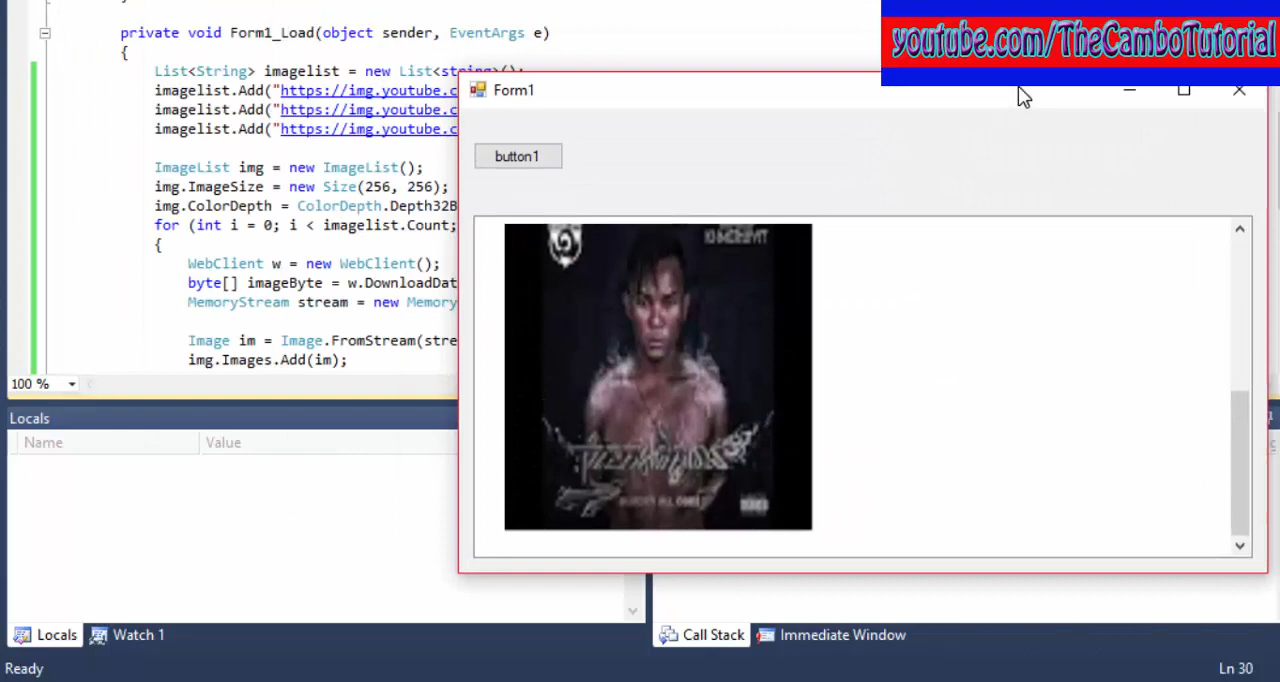 private void Form1_Load(object sender, EventArgs e)
{
List<String> imagelist = new List<string>();
imagelist.Add("https://img.youtube.c
imagelist.Add("https://img.youtube.c
imagelist.Add("https://img.youtube.c
ImageList img = new ImageList();
img.ImageSize = new Size(256, 256);
img.ColorDepth = ColorDepth.Depth32B
for (int i = 0; i < imagelist.Count;
{
WebClient w = new WebClient();
byte[] imageByte = w.DownloadDat
MemoryStream stream = new Memory
Image im = Image.FromStream(stre
img.Images.Add(im);
100 %
youtube.com/TheCamboTutorial
Form1
button1
Locals
Name Value
Locals Watch 1
Call Stack Immediate Window
Ready
Ln 30